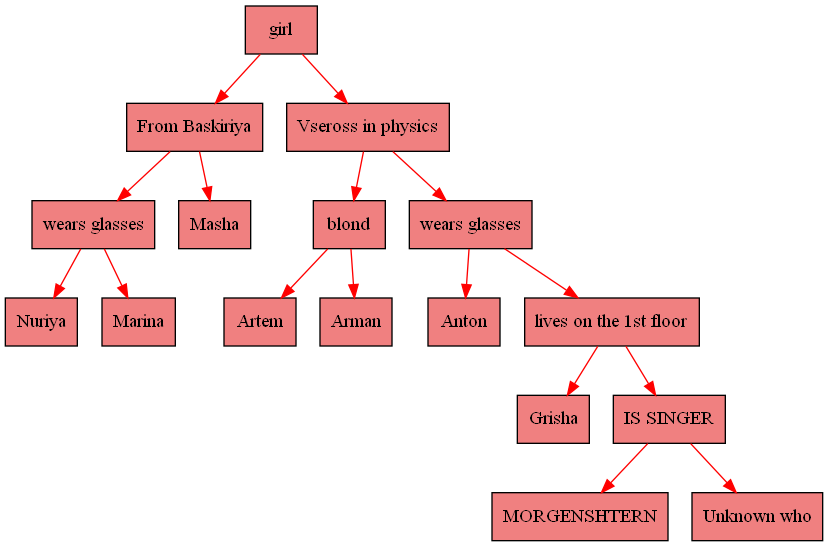 girl
From Baskiriya
Vseross in physics
wears glasses
Masha
blond
wears glasses
Nuriya
Marina
Artem
Arman
Anton
lives on the 1st floor
Grisha
IS SINGER
MORGENSHTERN
Unknown who